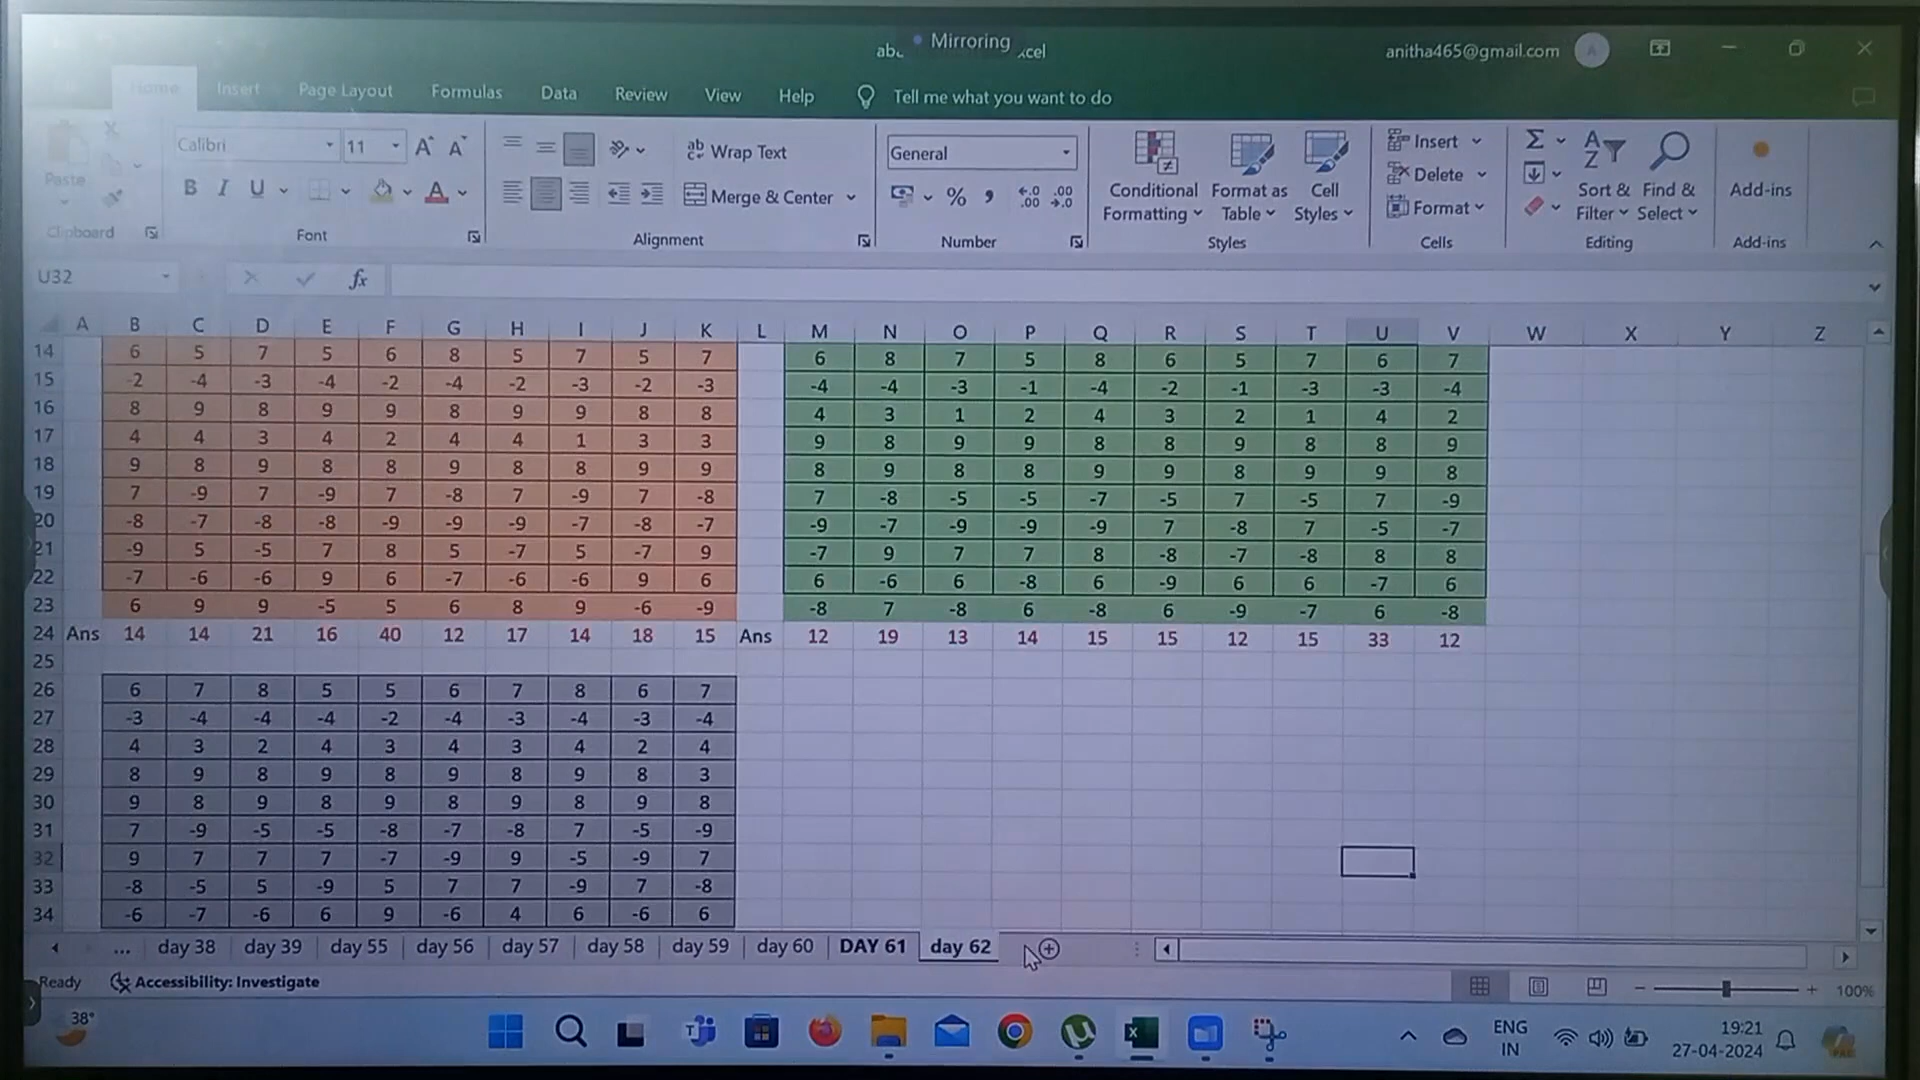 abc Mirroring xcel anitha465@gmail.com A
Home Insert Page Layout Formulas Data Review View Help Tell me what you want to do
Calibri 11 A A ab Wrap Text General Insert Σ A Z
Paste Conditional Format as Cell Delete Sort & Find & Add-ins
B I U A Merge & Center % 9 .0 .00 .00 .0 Formatting Table Styles Format Filter Select
Clipboard Font Alignment Number Styles Cells Editing Add-ins
U32 fx
A B C D E F G H I J K L M N O P Q R S T U V W X Y Z
14 6 5 7 5 6 8 5 7 5 7 6 8 7 5 8 6 5 7 6 7
15 -2 -4 -3 -4 -2 -4 -2 -3 -2 -3 -4 -4 -3 -1 -4 -2 -1 -3 -3 -4
16 8 9 8 9 9 8 9 9 8 8 4 3 1 2 4 3 2 1 4 2
17 4 4 3 4 2 4 4 1 3 3 9 8 9 9 8 8 9 8 8 9
18 9 8 9 8 8 9 8 8 9 9 8 9 8 8 9 9 8 9 9 8
19 7 -9 7 -9 7 -8 7 -9 7 -8 7 -8 -5 -5 -7 -5 7 -5 7 -9
20 -8 -7 -8 -8 -9 -9 -9 -7 -8 -7 -9 -7 -9 -9 -9 7 -8 7 -5 -7
21 -9 5 -5 7 8 5 -7 5 -7 9 -7 9 7 7 8 -8 -7 -8 8 8
22 -7 -6 -6 9 6 -7 -6 -6 9 6 6 -6 6 -8 6 -9 6 6 -7 6
23 6 9 9 -5 5 6 8 9 -6 -9 -8 7 -8 6 -8 6 -9 -7 6 -8
24 Ans 14 14 21 16 40 12 17 14 18 15 Ans 12 19 13 14 15 15 12 15 33 12
25
26 6 7 8 5 5 6 7 8 6 7
27 -3 -4 -4 -4 -2 -4 -3 -4 -3 -4
28 4 3 2 4 3 4 3 4 2 4
29 8 9 8 9 8 9 8 9 8 3
30 9 8 9 8 9 8 9 8 9 8
31 7 -9 -5 -5 -8 -7 -8 7 -5 -9
32 9 7 7 7 -7 -9 9 -5 -9 7
33 -8 -5 5 -9 5 7 7 -9 7 -8
34 -6 -7 -6 6 9 -6 4 6 -6 6
... day 38 day 39 day 55 day 56 day 57 day 58 day 59 day 60 DAY 61 day 62
Ready Accessibility: Investigate 100%
38° ENG 19:21
IN 27-04-2024